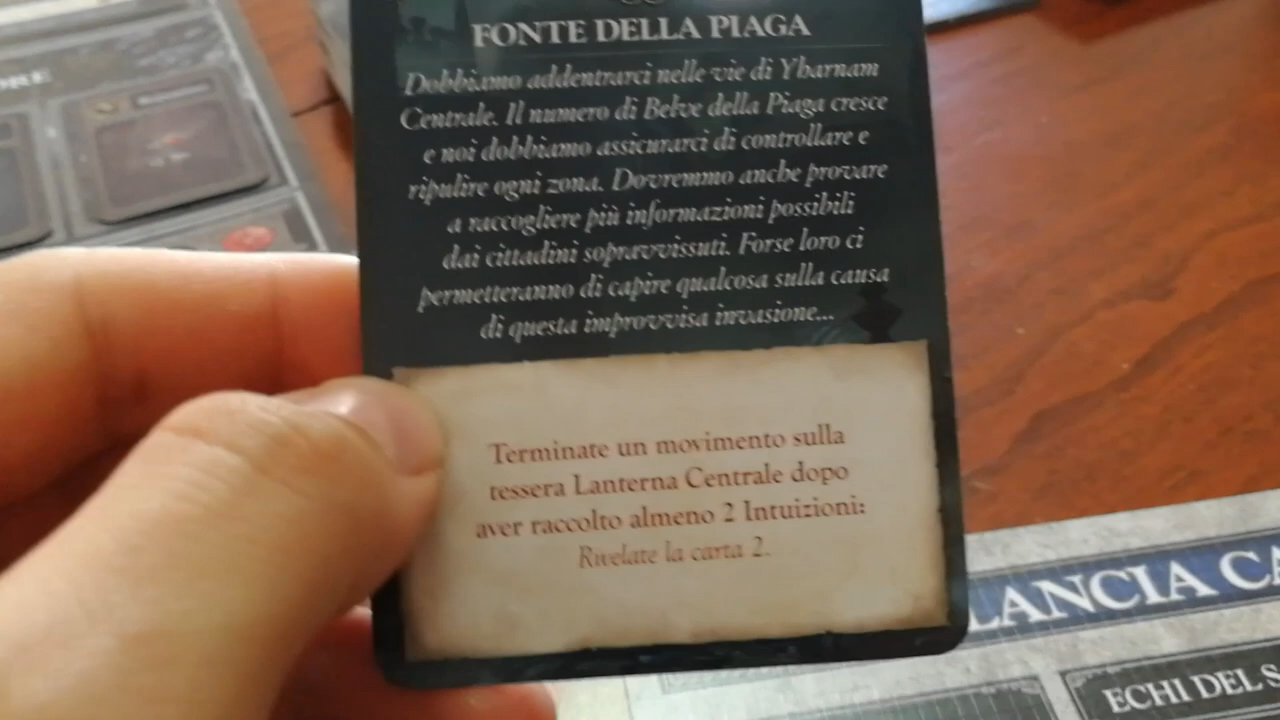 FONTE DELLA PIAGA
Dobbiamo addentrarci nelle vie di Yharnam
Centrale. Il numero di Belve della Piaga cresce
e noi dobbiamo assicurarci di controllare e
ripulire ogni zona. Dovremmo anche provare
a raccogliere più informazioni possibili
dai cittadini sopravvissuti. Forse loro ci
permetteranno di capire qualcosa sulla causa
di questa improvvisa invasione...
Terminate un movimento sulla
tessera Lanterna Centrale dopo
aver raccolto almeno 2 Intuizioni:
Rivelate la carta 2.
LANCIA CA
ECHI DEL S